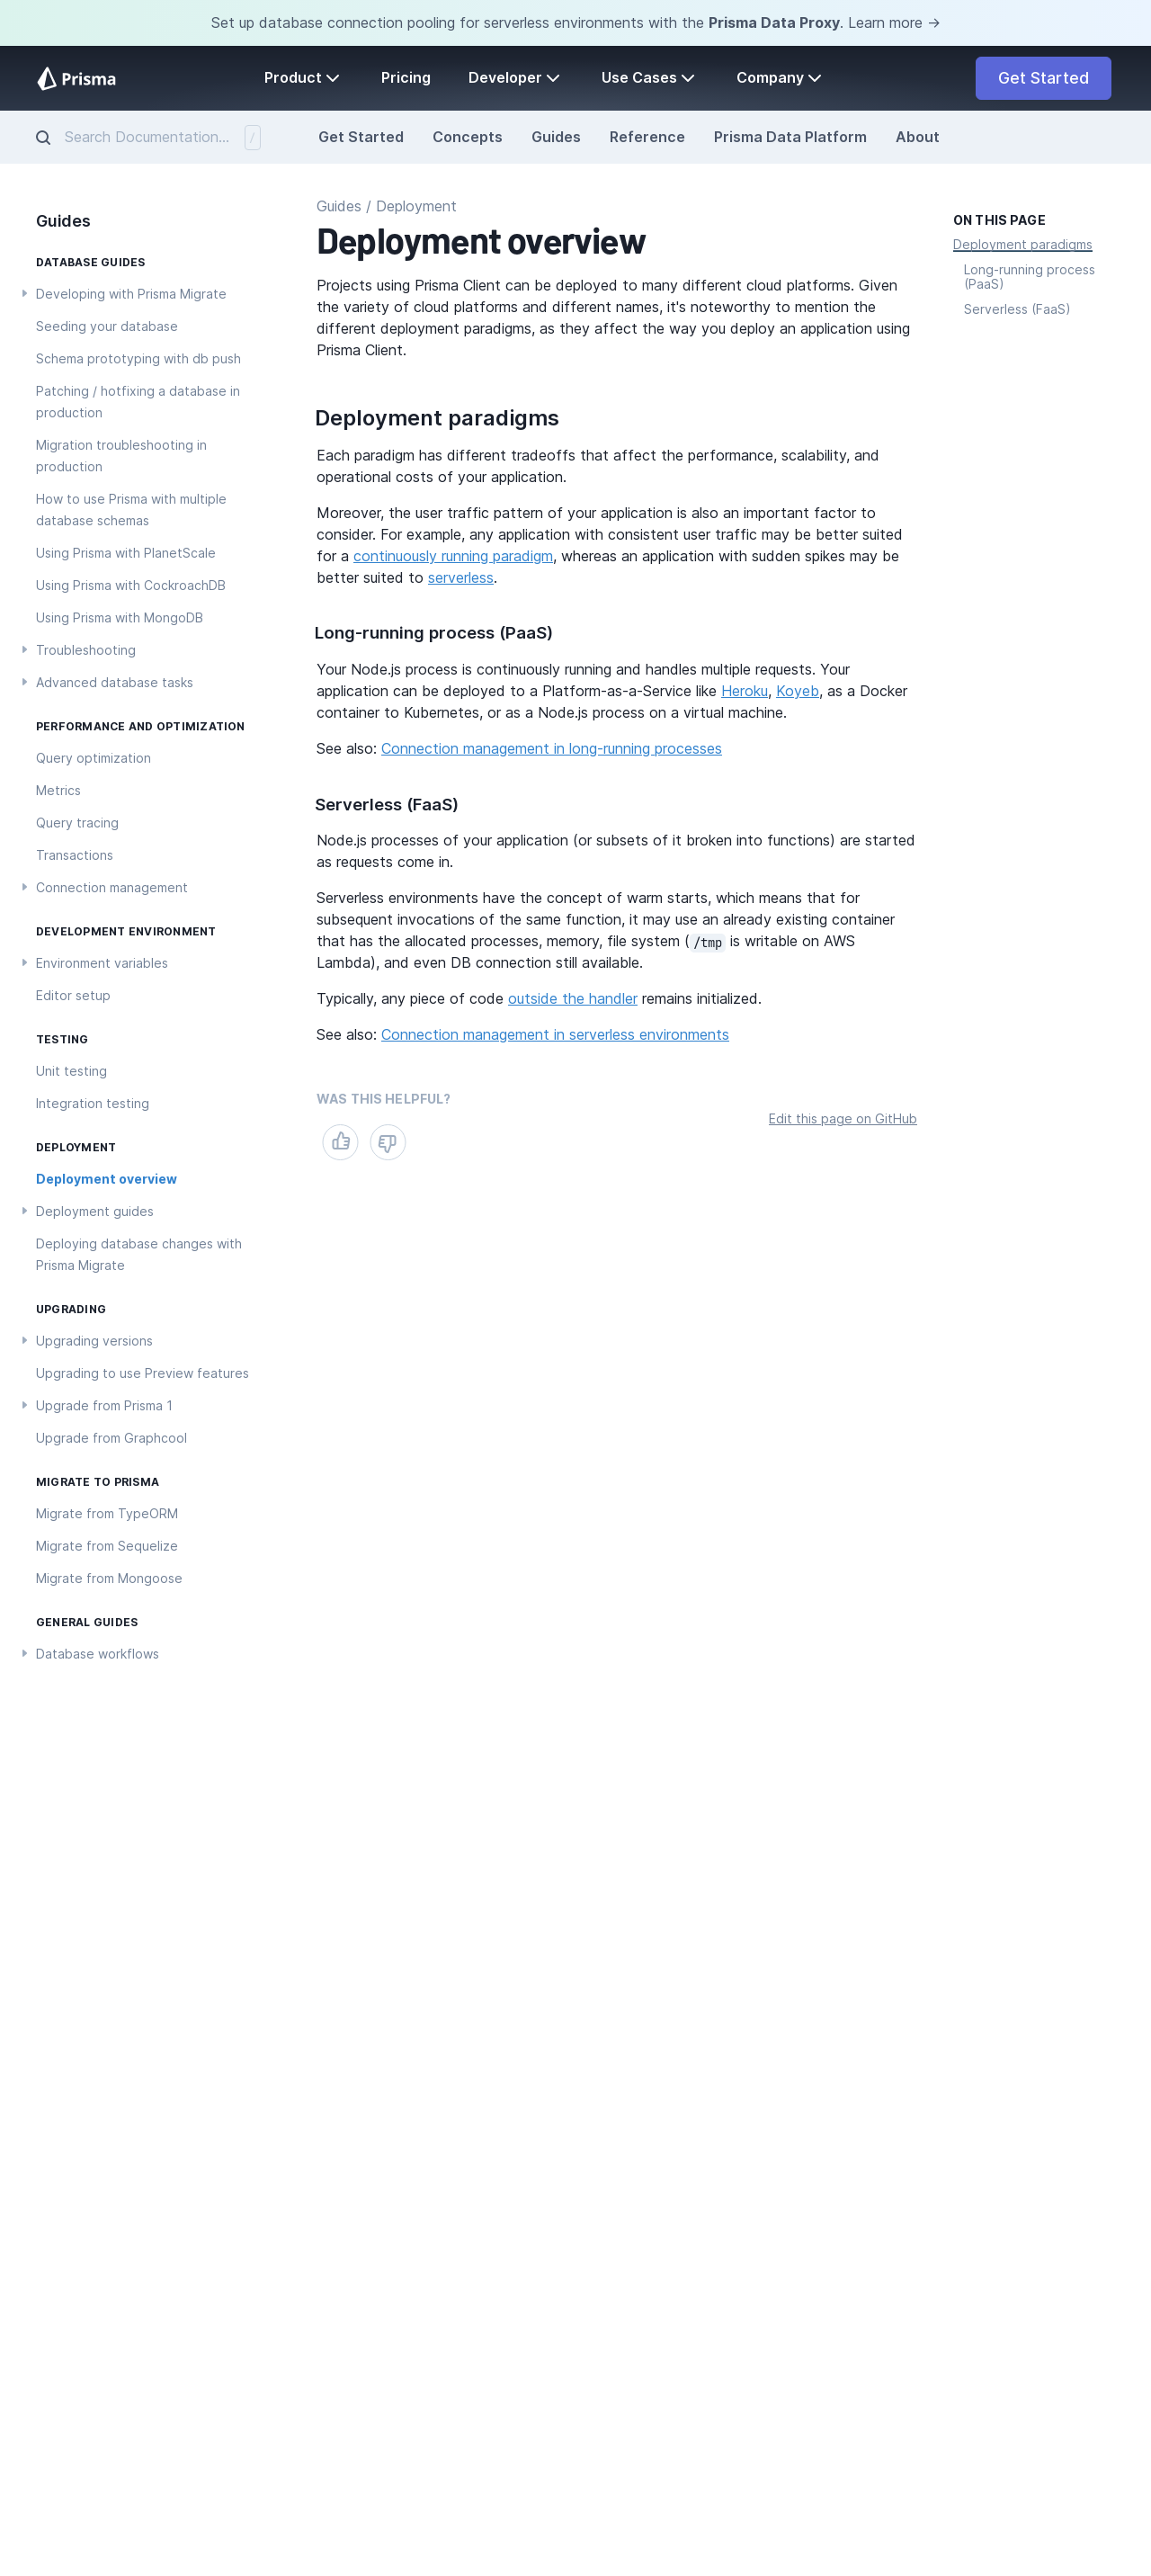 Set up database connection pooling for serverless environments with the Prisma Data Proxy. Learn more →
Prisma
Product
Pricing
Developer
Use Cases
Company
Get Started
Search Documentation...
/
Get Started
Concepts
Guides
Reference
Prisma Data Platform
About
Guides
DATABASE GUIDES
Developing with Prisma Migrate
Seeding your database
Schema prototyping with db push
Patching / hotfixing a database in
production
Migration troubleshooting in
production
How to use Prisma with multiple
database schemas
Using Prisma with PlanetScale
Using Prisma with CockroachDB
Using Prisma with MongoDB
Troubleshooting
Advanced database tasks
PERFORMANCE AND OPTIMIZATION
Query optimization
Metrics
Query tracing
Transactions
Connection management
DEVELOPMENT ENVIRONMENT
Environment variables
Editor setup
TESTING
Unit testing
Integration testing
DEPLOYMENT
Deployment overview
Deployment guides
Deploying database changes with
Prisma Migrate
UPGRADING
Upgrading versions
Upgrading to use Preview features
Upgrade from Prisma 1
Upgrade from Graphcool
MIGRATE TO PRISMA
Migrate from TypeORM
Migrate from Sequelize
Migrate from Mongoose
GENERAL GUIDES
Database workflows
Guides / Deployment
Deployment overview
Projects using Prisma Client can be deployed to many different cloud platforms. Given
the variety of cloud platforms and different names, it's noteworthy to mention the
different deployment paradigms, as they affect the way you deploy an application using
Prisma Client.
Deployment paradigms
Each paradigm has different tradeoffs that affect the performance, scalability, and
operational costs of your application.
Moreover, the user traffic pattern of your application is also an important factor to
consider. For example, any application with consistent user traffic may be better suited
for a continuously running paradigm, whereas an application with sudden spikes may be
better suited to serverless.
Long-running process (PaaS)
Your Node.js process is continuously running and handles multiple requests. Your
application can be deployed to a Platform-as-a-Service like Heroku, Koyeb, as a Docker
container to Kubernetes, or as a Node.js process on a virtual machine.
See also: Connection management in long-running processes
Serverless (FaaS)
Node.js processes of your application (or subsets of it broken into functions) are started
as requests come in.
Serverless environments have the concept of warm starts, which means that for
subsequent invocations of the same function, it may use an already existing container
that has the allocated processes, memory, file system (/tmp is writable on AWS
Lambda), and even DB connection still available.
Typically, any piece of code outside the handler remains initialized.
See also: Connection management in serverless environments
WAS THIS HELPFUL?
Edit this page on GitHub
ON THIS PAGE
Deployment paradigms
Long-running process
(PaaS)
Serverless (FaaS)